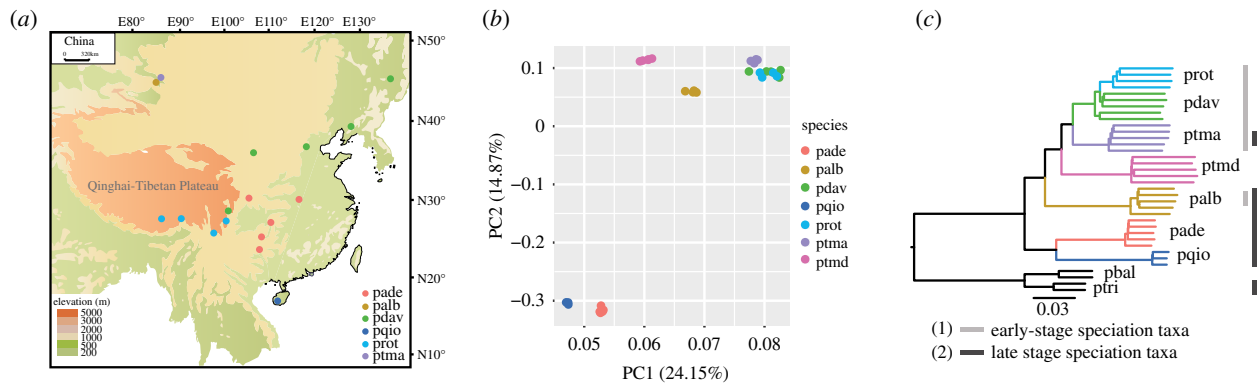 (a)
E80° E90° E100° E110° E120° E130°
China
0 320km
N50°
N40°
N30°
N20°
N10°
Qinghai-Tibetan Plateau
elevation (m)
5000
3000
2000
1000
500
200
pade
palb
pdav
pqio
prot
ptma
(b)
PC2 (14.87%)
0.1
0
−0.1
−0.2
−0.3
0.05 0.06 0.07 0.08
PC1 (24.15%)
species
pade
palb
pdav
pqio
prot
ptma
ptmd
(c)
prot
pdav
ptma
ptmd
palb
pade
pqio
pbal
ptri
0.03
(1) early-stage speciation taxa
(2) late stage speciation taxa